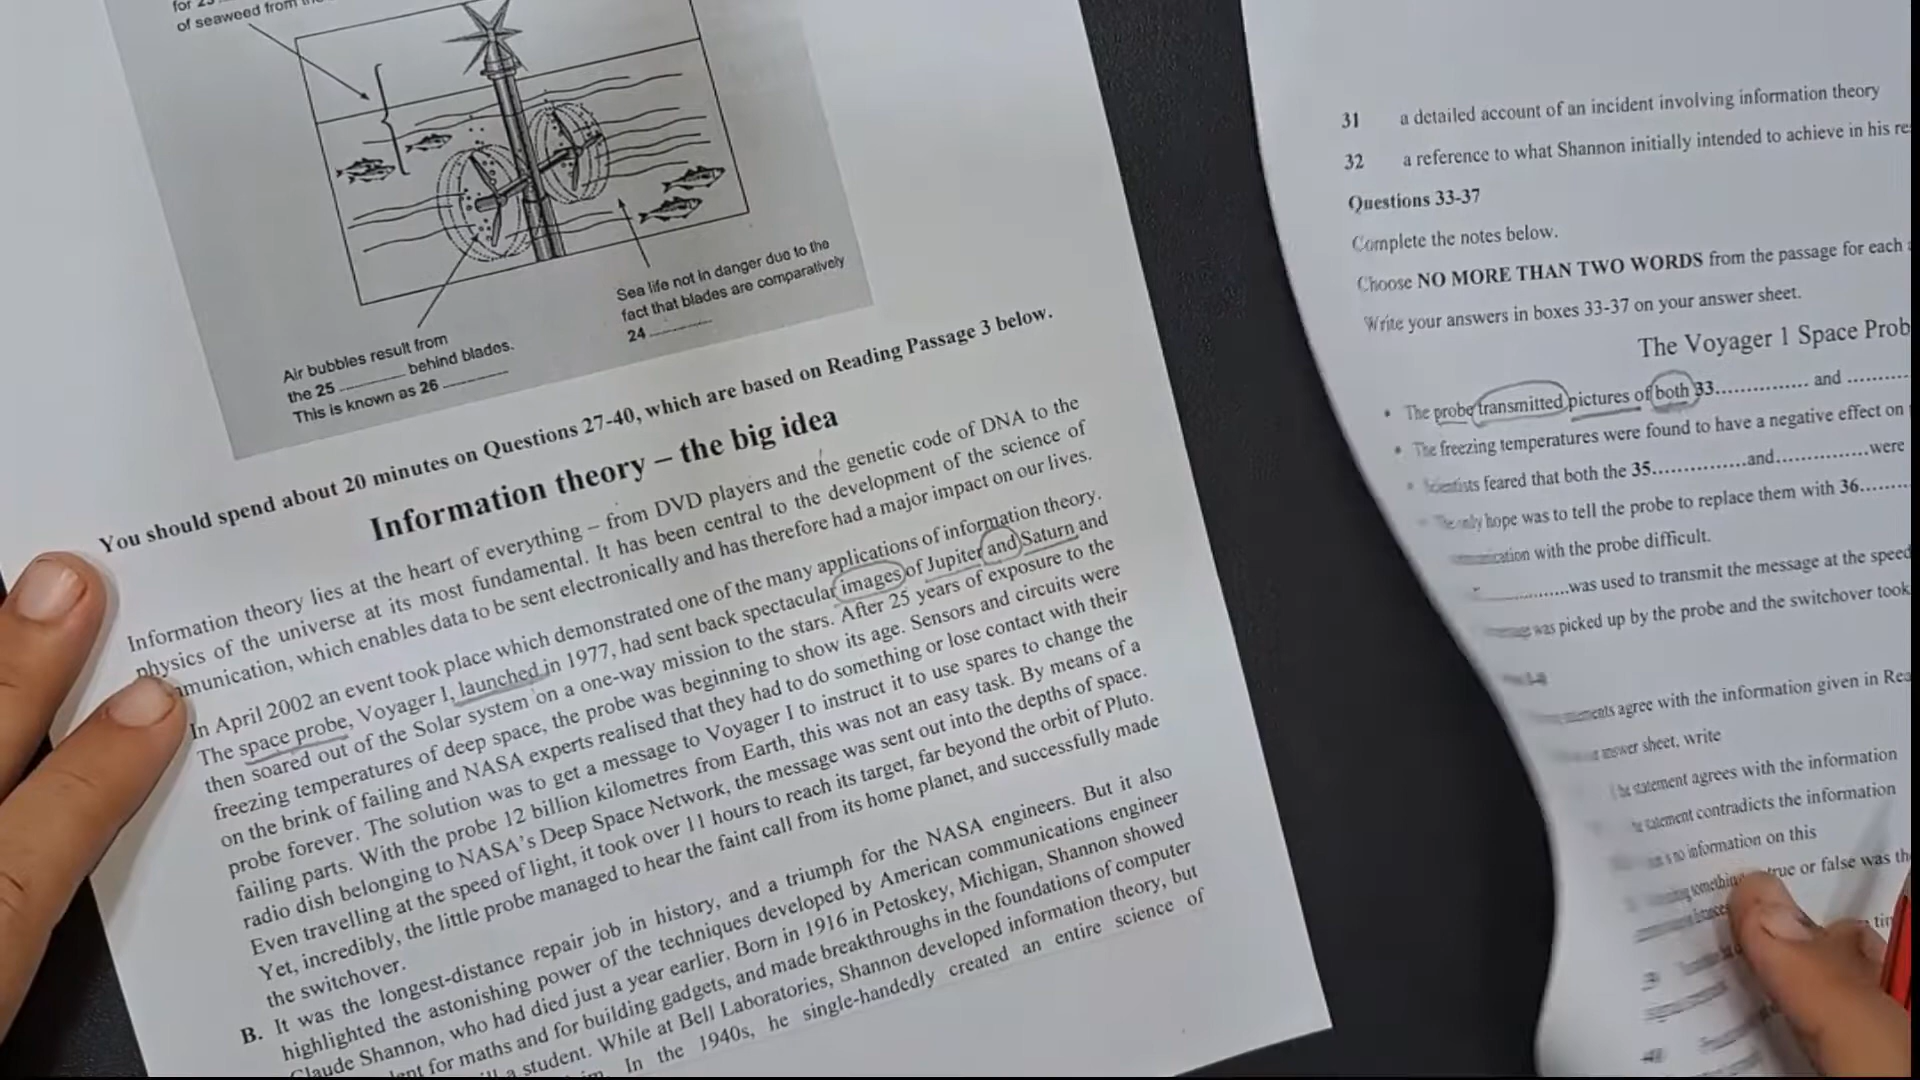 of seaweed from
Sea life not in danger due to the
fact that blades are comparatively
24
Air bubbles result from
the 25 ______ behind blades.
This is known as 26 ______
You should spend about 20 minutes on Questions 27-40, which are based on Reading Passage 3 below.
Information theory – the big idea
Information theory lies at the heart of everything – from DVD players and the genetic code of DNA to the
physics of the universe at its most fundamental. It has been central to the development of the science of
munication, which enables data to be sent electronically and has therefore had a major impact on our lives.
In April 2002 an event took place which demonstrated one of the many applications of information theory.
The space probe, Voyager I, launched in 1977, had sent back spectacular images of Jupiter and Saturn and
then soared out of the Solar system on a one-way mission to the stars. After 25 years of exposure to the
freezing temperatures of deep space, the probe was beginning to show its age. Sensors and circuits were
on the brink of failing and NASA experts realised that they had to do something or lose contact with their
probe forever. The solution was to get a message to Voyager I to instruct it to use spares to change the
failing parts. With the probe 12 billion kilometres from Earth, this was not an easy task. By means of a
radio dish belonging to NASA's Deep Space Network, the message was sent out into the depths of space.
Even travelling at the speed of light, it took over 11 hours to reach its target, far beyond the orbit of Pluto.
Yet, incredibly, the little probe managed to hear the faint call from its home planet, and successfully made
the switchover.
B. It was the longest-distance repair job in history, and a triumph for the NASA engineers. But it also
highlighted the astonishing power of the techniques developed by American communications engineer
Claude Shannon, who had died just a year earlier. Born in 1916 in Petoskey, Michigan, Shannon showed
for maths and for building gadgets, and made breakthroughs in the foundations of computer
a student. While at Bell Laboratories, Shannon developed information theory, but
In the 1940s, he single-handedly created an entire science of
31 a detailed account of an incident involving information theory
32 a reference to what Shannon initially intended to achieve in his
Questions 33-37
Complete the notes below.
Choose NO MORE THAN TWO WORDS from the passage for each
Write your answers in boxes 33-37 on your answer sheet.
The Voyager 1 Space Prob
• The probe transmitted pictures of both 33............... and ..........
• The freezing temperatures were found to have a negative effect on
• Scientists feared that both the 35...............and...............were
The only hope was to tell the probe to replace them with 36........
with the probe difficult.
...............was used to transmit the message at the speed
was picked up by the probe and the switchover took
agree with the information given in
answer sheet, write
statement agrees with the information
contradicts the information
no information on this
true or false was